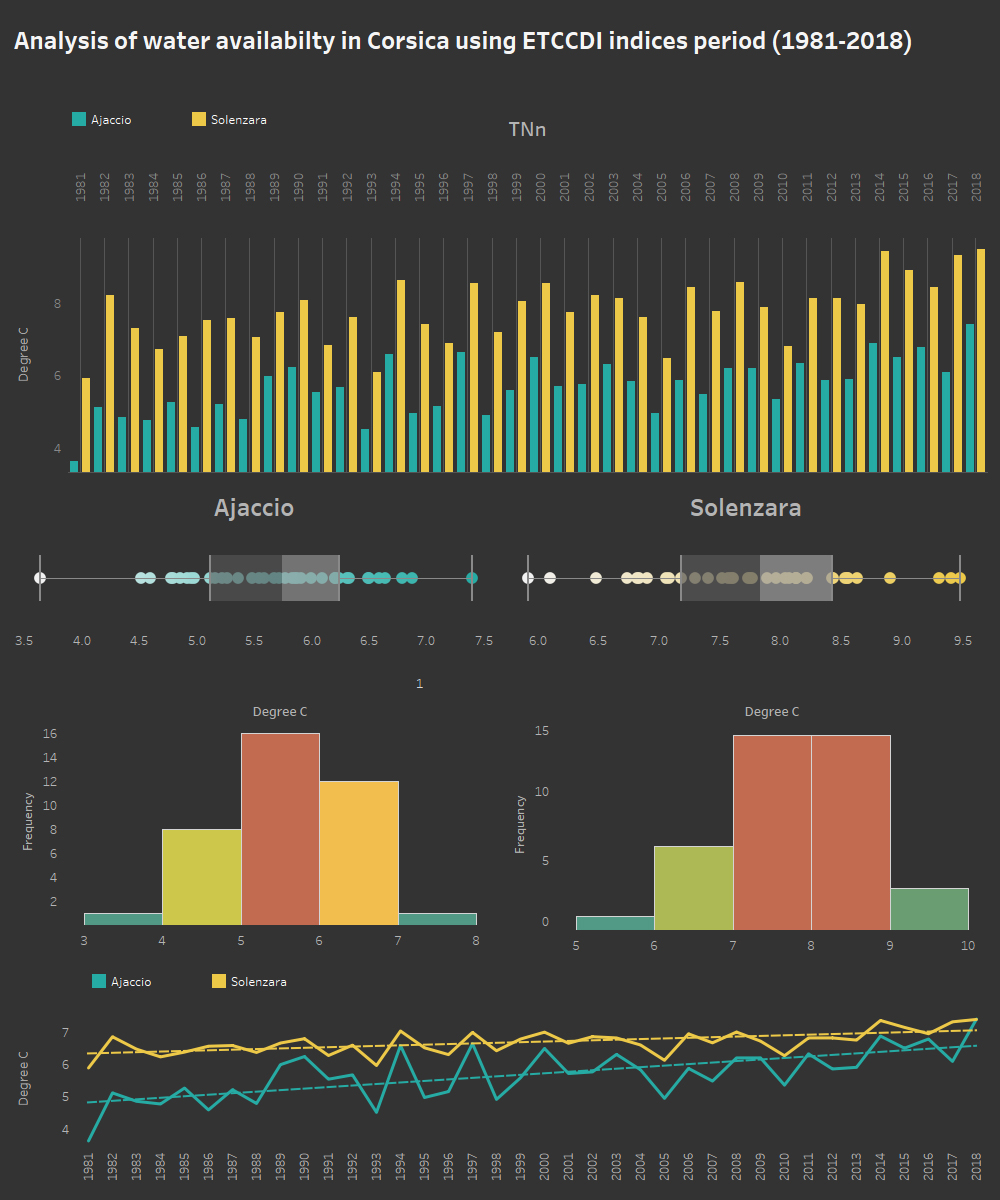 Analysis of water availabilty in Corsica using ETCCDI indices period (1981-2018)
Ajaccio Solenzara
TNn
1981 1982 1983 1984 1985 1986 1987 1988 1989 1990 1991 1992 1993 1994 1995 1996 1997 1998 1999 2000 2001 2002 2003 2004 2005 2006 2007 2008 2009 2010 2011 2012 2013 2014 2015 2016 2017 2018
Degree C
8
6
4
Ajaccio Solenzara
3.5 4.0 4.5 5.0 5.5 6.0 6.5 7.0 7.5 6.0 6.5 7.0 7.5 8.0 8.5 9.0 9.5
1
Degree C
Frequency
16
14
12
10
8
6
4
2
3 4 5 6 7 8
Degree C
Frequency
15
10
5
0
5 6 7 8 9 10
Ajaccio Solenzara
Degree C
7
6
5
4
1981 1982 1983 1984 1985 1986 1987 1988 1989 1990 1991 1992 1993 1994 1995 1996 1997 1998 1999 2000 2001 2002 2003 2004 2005 2006 2007 2008 2009 2010 2011 2012 2013 2014 2015 2016 2017 2018